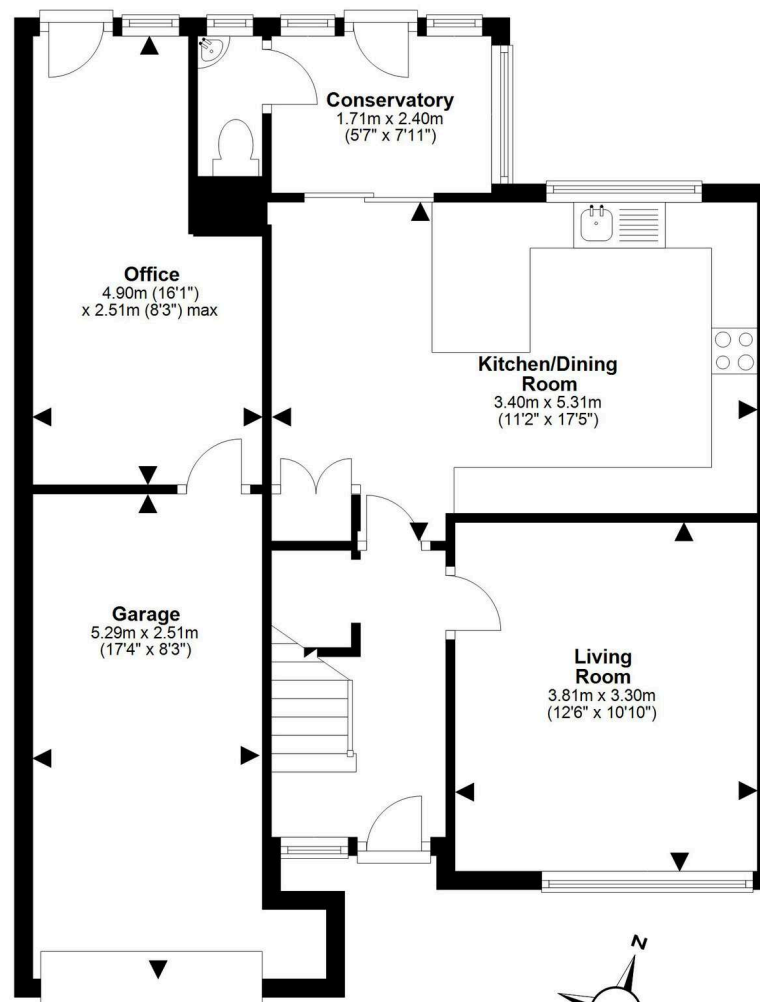 Conservatory
1.71m x 2.40m
(5'7" x 7'11")
Office
4.90m (16'1")
x 2.51m (8'3") max
Kitchen/Dining
Room
3.40m x 5.31m
(11'2" x 17'5")
Garage
5.29m x 2.51m
(17'4" x 8'3")
Living
Room
3.81m x 3.30m
(12'6" x 10'10")
N